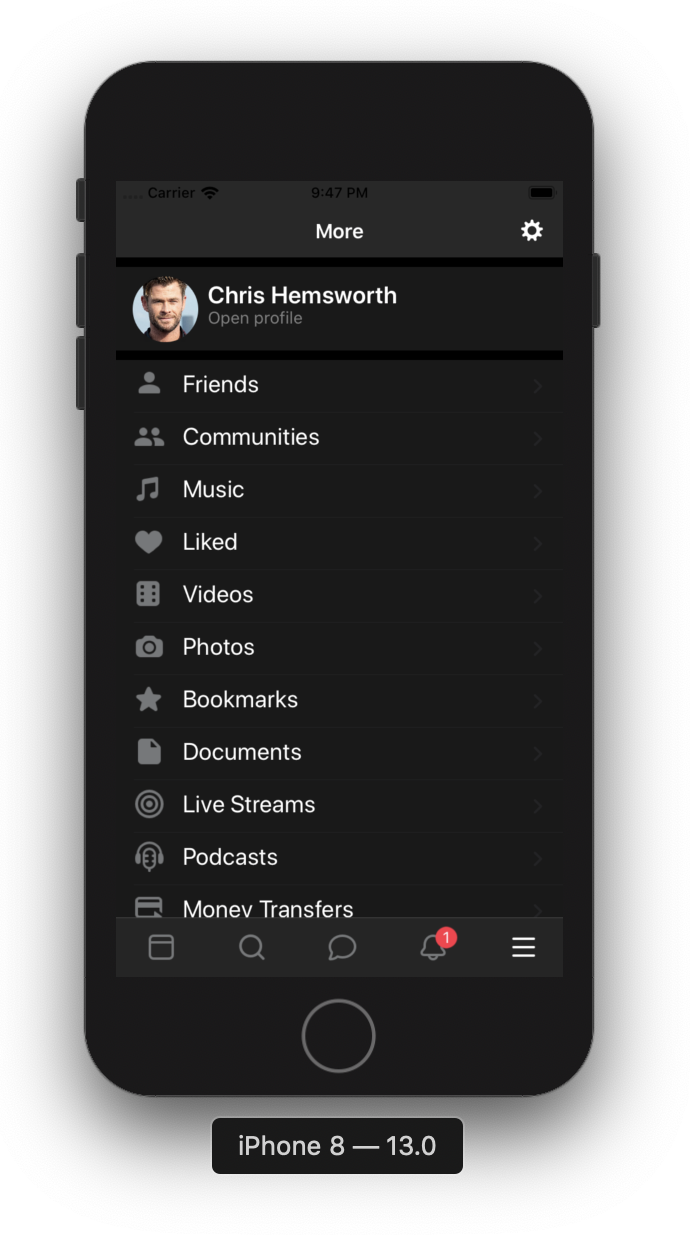 Carrier 9:47 PM
More
Chris Hemsworth
Open profile
Friends
Communities
Music
Liked
Videos
Photos
Bookmarks
Documents
Live Streams
Podcasts
Money Transfers
1
iPhone 8 — 13.0